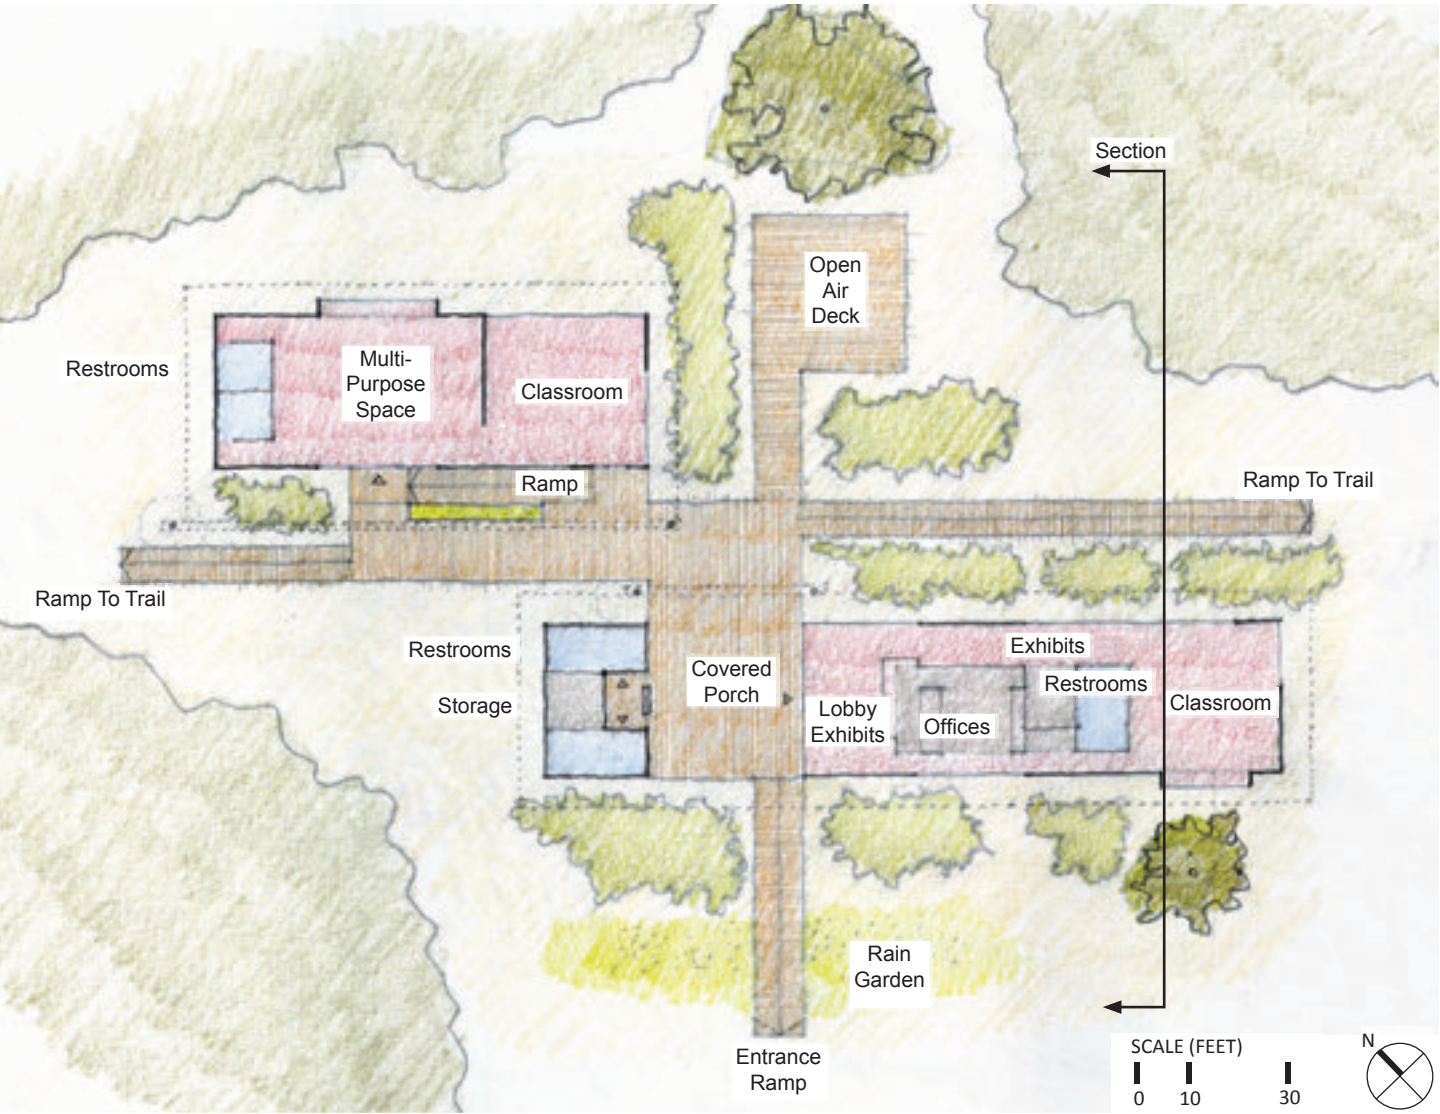 Section
Open
Air
Deck
Restrooms
Multi-
Purpose
Space
Classroom
Ramp
Ramp To Trail
Ramp To Trail
Restrooms
Storage
Covered
Porch
Exhibits
Restrooms
Lobby
Exhibits
Offices
Classroom
Rain
Garden
Entrance
Ramp
SCALE (FEET)
0 10 30
N